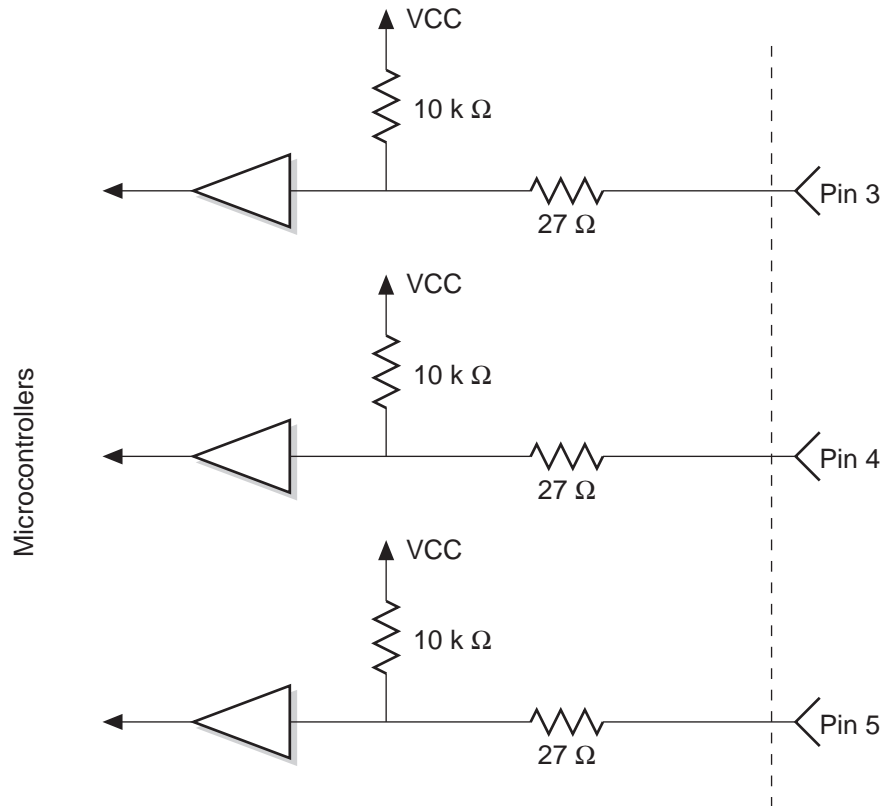 VCC
10 k Ω
Pin 3
27 Ω
VCC
10 k Ω
Pin 4
27 Ω
Microcontrollers
VCC
10 k Ω
Pin 5
27 Ω